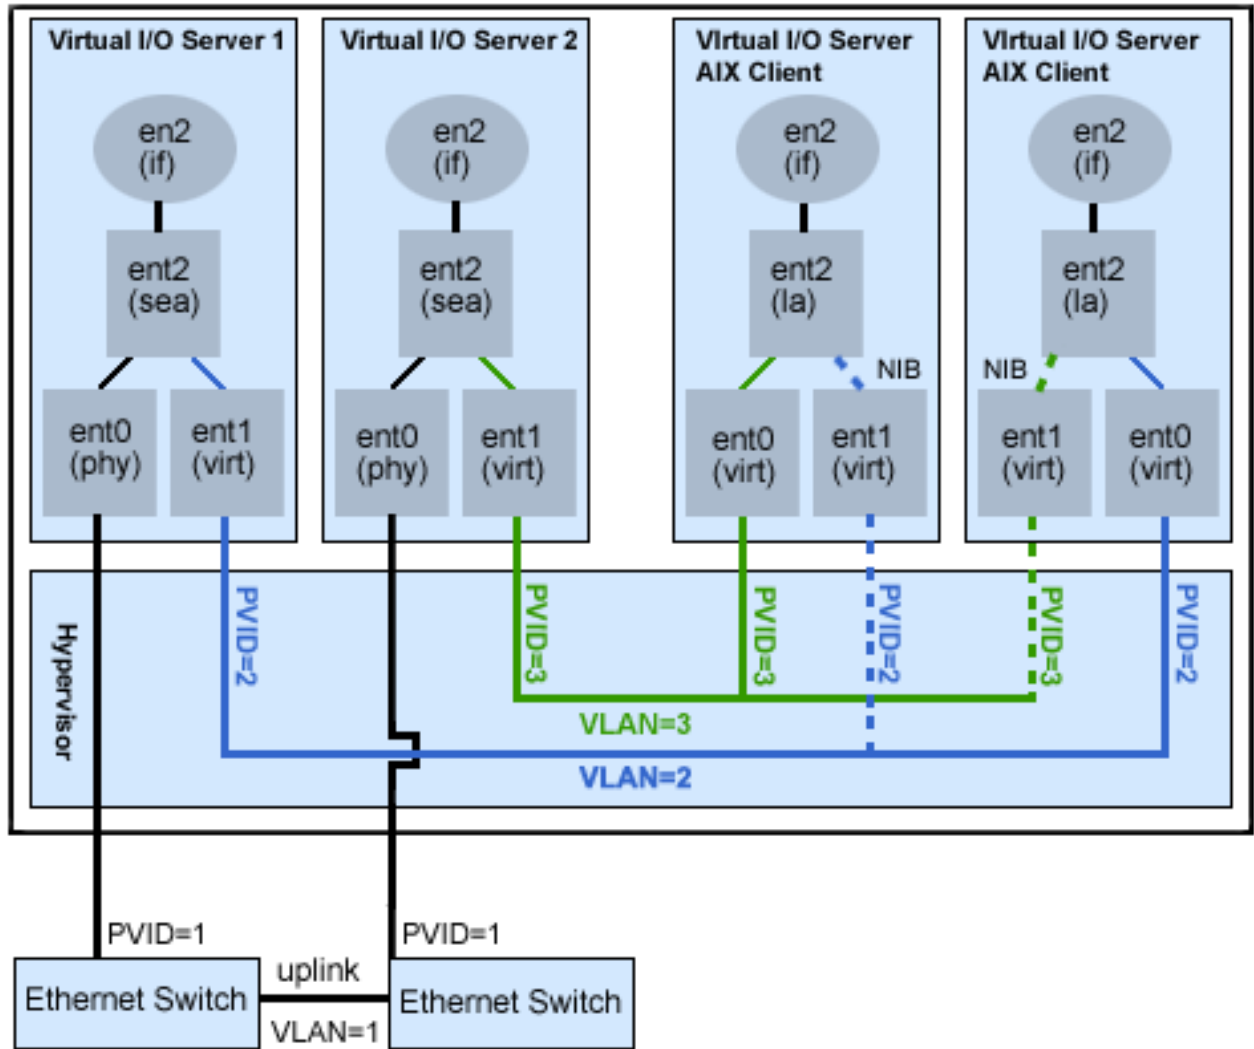 Virtual I/O Server 1
Virtual I/O Server 2
VIrtual I/O Server
AIX Client
VIrtual I/O Server
AIX Client
en2
(if)
en2
(if)
en2
(if)
en2
(if)
ent2
(sea)
ent2
(sea)
ent2
(la)
ent2
(la)
NIB
NIB
ent0
(phy)
ent1
(virt)
ent0
(phy)
ent1
(virt)
ent0
(virt)
ent1
(virt)
ent1
(virt)
ent0
(virt)
Hypervisor
PVID=2
PVID=3
PVID=3
PVID=2
PVID=3
PVID=2
VLAN=3
VLAN=2
PVID=1
PVID=1
Ethernet Switch
uplink
VLAN=1
Ethernet Switch